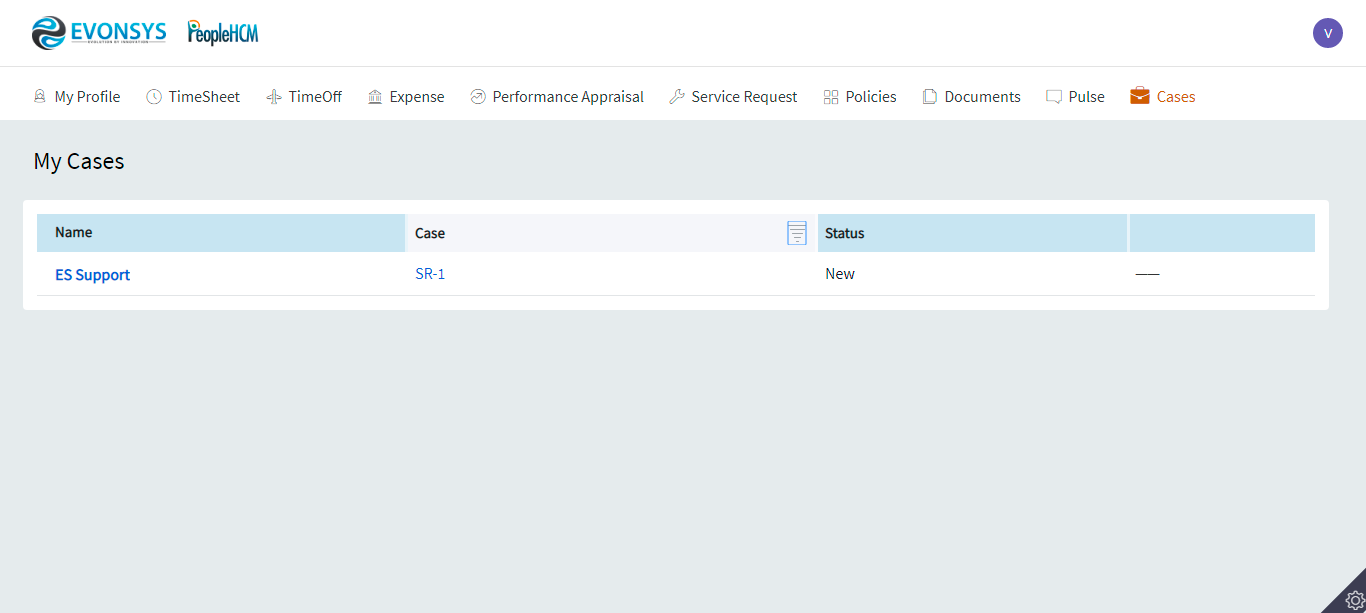 EVONSYS PeopleHCM
EVOLUTION BY INNOVATION
V
My Profile TimeSheet TimeOff Expense Performance Appraisal Service Request Policies Documents Pulse Cases
My Cases
Name Case Status
ES Support SR-1 New ——